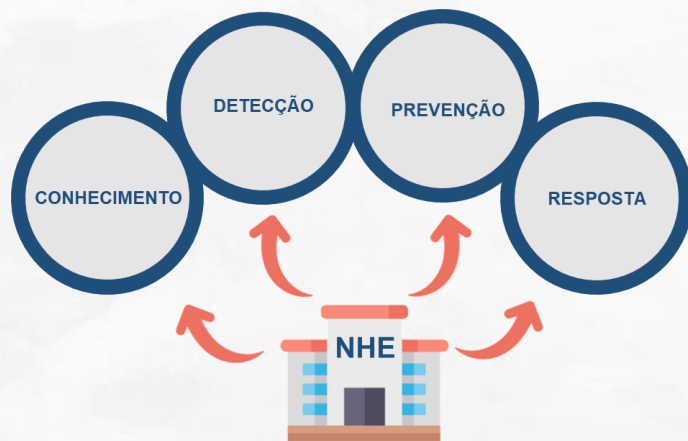 CONHECIMENTO
DETECÇÃO
PREVENÇÃO
RESPOSTA
NHE